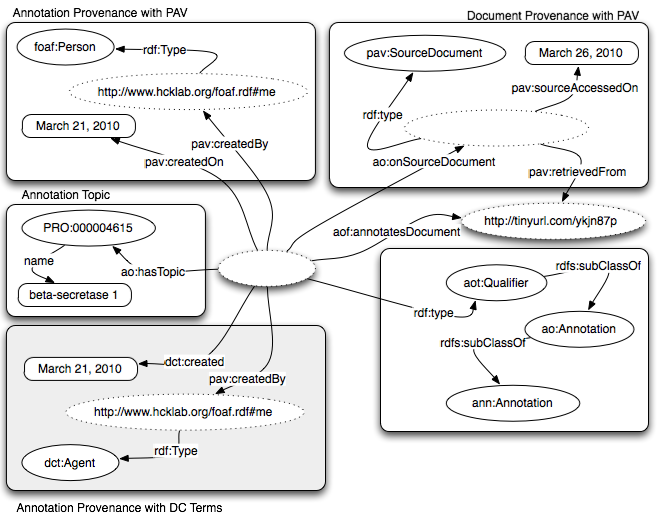 Annotation Provenance with PAV
foaf:Person
rdf:Type
http://www.hcklab.org/foaf.rdf#me
March 21, 2010
pav:createdBy
pav:createdOn
Document Provenance with PAV
pav:SourceDocument
March 26, 2010
pav:sourceAccessedOn
rdf:type
ao:onSourceDocument
pav:retrievedFrom
http://tinyurl.com/ykjn87p
aof:annotatesDocument
Annotation Topic
PRO:000004615
name
ao:hasTopic
beta-secretase 1
rdfs:subClassOf
aot:Qualifier
rdf:type
ao:Annotation
rdfs:subClassOf
ann:Annotation
March 21, 2010
dct:created
pav:createdBy
http://www.hcklab.org/foaf.rdf#me
rdf:Type
dct:Agent
Annotation Provenance with DC Terms